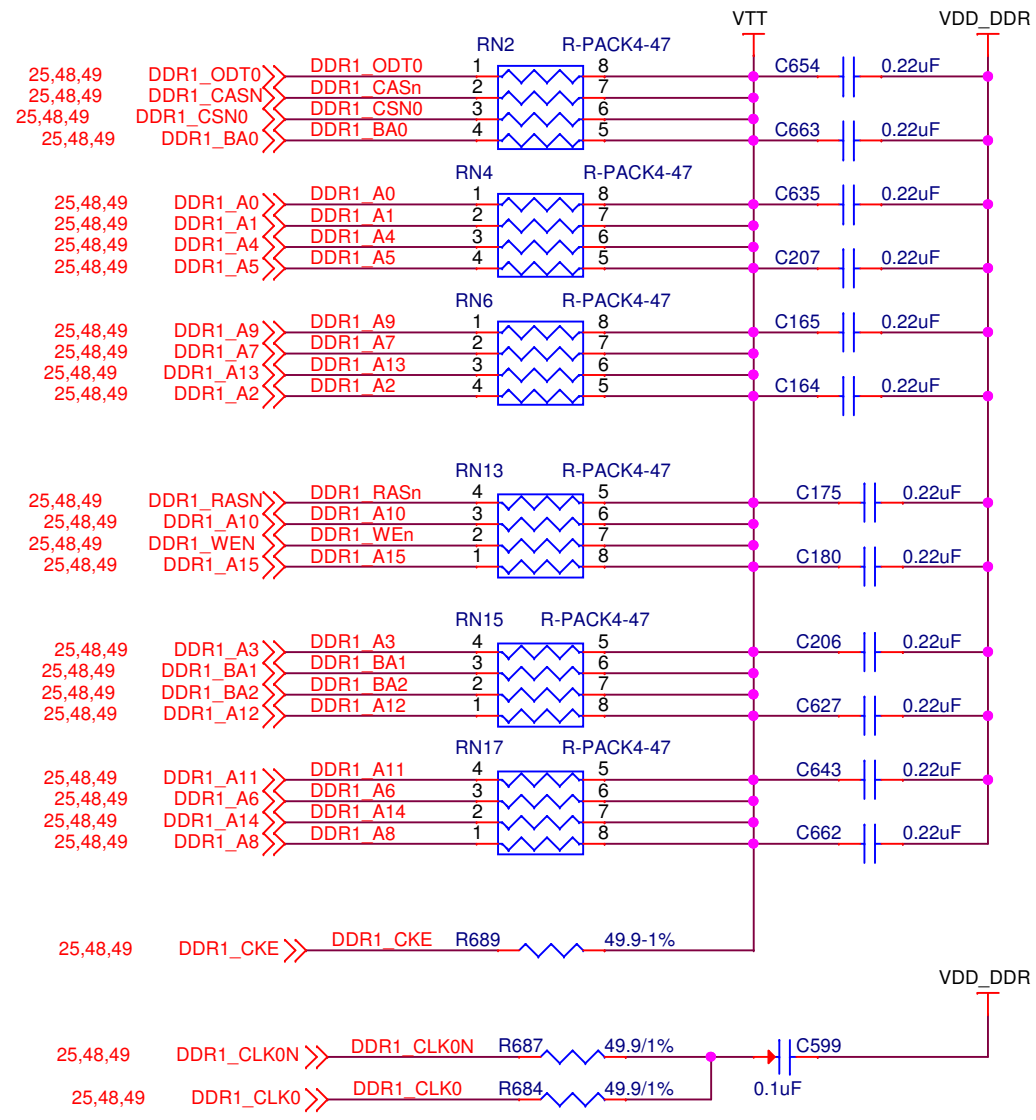 VTT VDD_DDR
RN2 R-PACK4-47
25,48,49 DDR1_ODT0 DDR1_ODT0 1 8 C654 0.22uF
25,48,49 DDR1_CASN DDR1_CASn 2 7
25,48,49 DDR1_CSN0 DDR1_CSN0 3 6
25,48,49 DDR1_BA0 DDR1_BA0 4 5 C663 0.22uF
RN4 R-PACK4-47
25,48,49 DDR1_A0 DDR1_A0 1 8 C635 0.22uF
25,48,49 DDR1_A1 DDR1_A1 2 7
25,48,49 DDR1_A4 DDR1_A4 3 6
25,48,49 DDR1_A5 DDR1_A5 4 5 C207 0.22uF
RN6 R-PACK4-47
25,48,49 DDR1_A9 DDR1_A9 1 8 C165 0.22uF
25,48,49 DDR1_A7 DDR1_A7 2 7
25,48,49 DDR1_A13 DDR1_A13 3 6
25,48,49 DDR1_A2 DDR1_A2 4 5 C164 0.22uF
RN13 R-PACK4-47
25,48,49 DDR1_RASN DDR1_RASn 4 5 C175 0.22uF
25,48,49 DDR1_A10 DDR1_A10 3 6
25,48,49 DDR1_WEN DDR1_WEn 2 7
25,48,49 DDR1_A15 DDR1_A15 1 8 C180 0.22uF
RN15 R-PACK4-47
25,48,49 DDR1_A3 DDR1_A3 4 5 C206 0.22uF
25,48,49 DDR1_BA1 DDR1_BA1 3 6
25,48,49 DDR1_BA2 DDR1_BA2 2 7
25,48,49 DDR1_A12 DDR1_A12 1 8 C627 0.22uF
RN17 R-PACK4-47
25,48,49 DDR1_A11 DDR1_A11 4 5 C643 0.22uF
25,48,49 DDR1_A6 DDR1_A6 3 6
25,48,49 DDR1_A14 DDR1_A14 2 7
25,48,49 DDR1_A8 DDR1_A8 1 8 C662 0.22uF
25,48,49 DDR1_CKE DDR1_CKE R689 49.9-1%
VDD_DDR
25,48,49 DDR1_CLK0N DDR1_CLK0N R687 49.9/1% C599
25,48,49 DDR1_CLK0 DDR1_CLK0 R684 49.9/1% 0.1uF